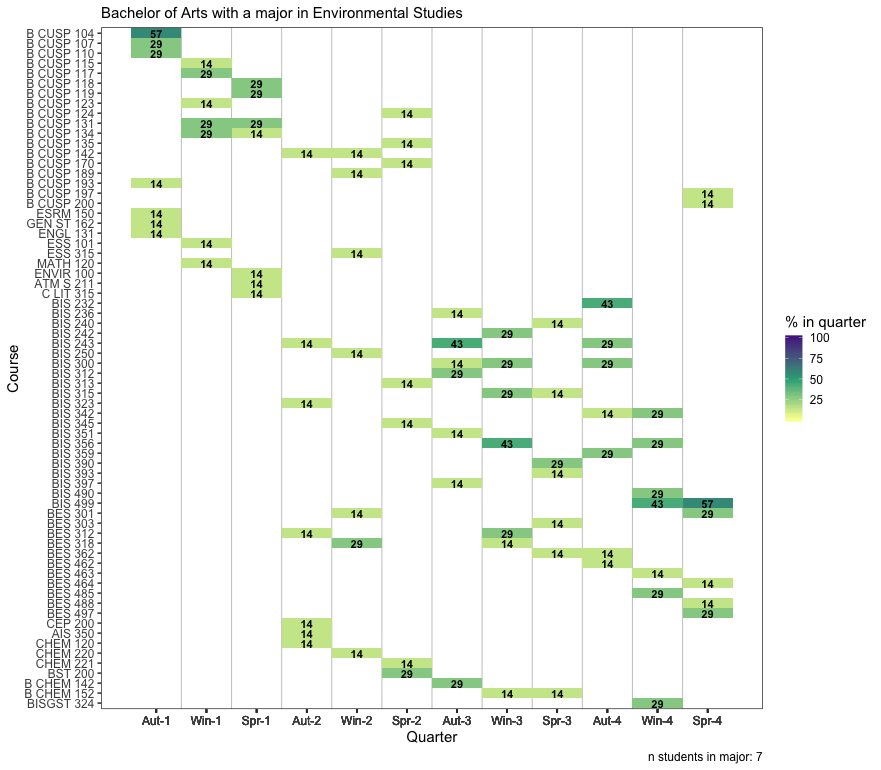 Bachelor of Arts with a major in Environmental Studies
Course
B CUSP 104 57
B CUSP 107 29
B CUSP 110 29
B CUSP 115 14
B CUSP 117 29
B CUSP 118 29
B CUSP 119 29
B CUSP 123 14
B CUSP 124 14
B CUSP 131 29 29
B CUSP 134 29 14
B CUSP 135 14
B CUSP 142 14 14
B CUSP 170 14
B CUSP 189 14
B CUSP 193 14
B CUSP 197 14
B CUSP 200 14
ESRM 150 14
GEN ST 162 14
ENGL 131 14
ESS 101 14
ESS 315 14
MATH 120 14
ENVIR 100 14
ATM S 211 14
C LIT 315 14
BIS 232 43
BIS 236 14
BIS 240 14
BIS 242 29
BIS 243 14 43 29
BIS 250 14
BIS 300 14 29 29
BIS 312 29
BIS 313 14
BIS 315 29 14
BIS 323 14
BIS 342 14 29
BIS 345 14
BIS 351 14
BIS 356 43 29
BIS 359 29
BIS 390 29
BIS 393 14
BIS 397 14
BIS 490 29
BIS 499 43 57
BES 301 14 29
BES 303 14
BES 312 14 29
BES 318 29 14
BES 362 14 14
BES 462 14
BES 463 14
BES 464 14
BES 485 29
BES 488 14
BES 497 29
CEP 200 14
AIS 350 14
CHEM 120 14
CHEM 220 14
CHEM 221 14
BST 200 29
B CHEM 142 29
B CHEM 152 14 14
BISGST 324 29
Aut-1 Win-1 Spr-1 Aut-2 Win-2 Spr-2 Aut-3 Win-3 Spr-3 Aut-4 Win-4 Spr-4
Quarter
% in quarter
100
75
50
25
n students in major: 7